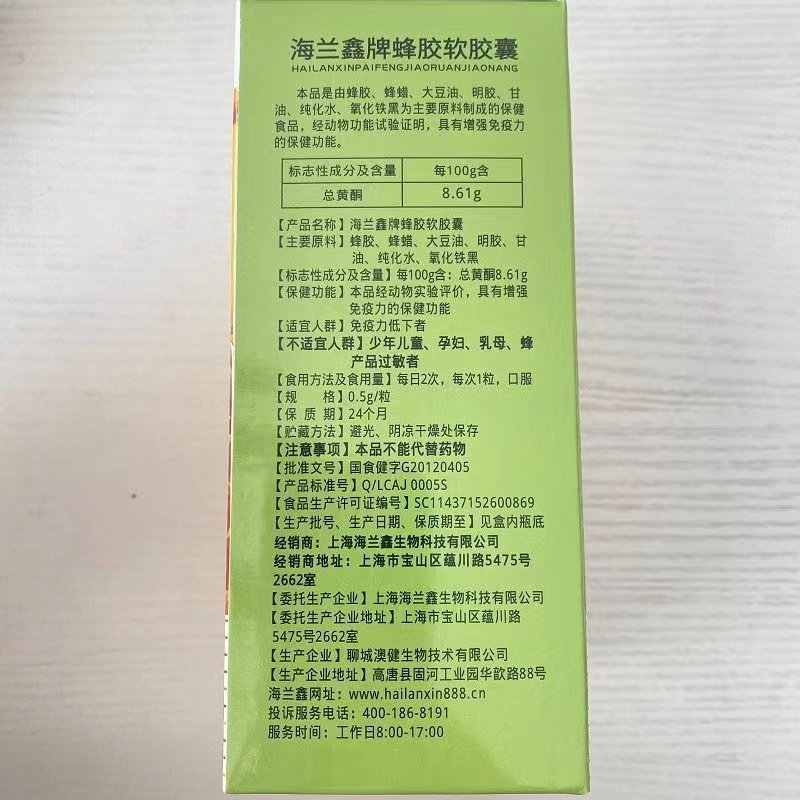 海兰鑫牌蜂胶软胶囊
HAILANXINPAIFENGJIAORUANJIAONANG
本品是由蜂胶、蜂蜡、大豆油、明胶、甘
油、纯化水、氧化铁黑为主要原料制成的保健
食品，经动物功能试验证明，具有增强免疫力
的保健功能。
标志性成分及含量 每100g含
总黄酮 8.61g
【产品名称】海兰鑫牌蜂胶软胶囊
【主要原料】蜂胶、蜂蜡、大豆油、明胶、甘
油、纯化水、氧化铁黑
【标志性成分及含量】每100g含：总黄酮8.61g
【保健功能】本品经动物实验评价，具有增强
免疫力的保健功能
【适宜人群】免疫力低下者
【不适宜人群】少年儿童、孕妇、乳母、蜂
产品过敏者
【食用方法及食用量】每日2次，每次1粒，口服
【规 格】0.5g/粒
【保 质 期】24个月
【贮藏方法】避光、阴凉干燥处保存
【注意事项】本品不能代替药物
【批准文号】国食健字G20120405
【产品标准号】Q/LCAJ 0005S
【食品生产许可证编号】SC11437152600869
【生产批号、生产日期、保质期至】见盒内瓶底
经销商：上海海兰鑫生物科技有限公司
经销商地址：上海市宝山区蕴川路5475号
2662室
【委托生产企业】上海海兰鑫生物科技有限公司
【委托生产企业地址】上海市宝山区蕴川路
5475号2662室
【生产企业】聊城澳健生物技术有限公司
【生产企业地址】高唐县固河工业园华歆路88号
海兰鑫网址：www.hailanxin888.cn
投诉服务电话：400-186-8191
服务时间：工作日8:00-17:00